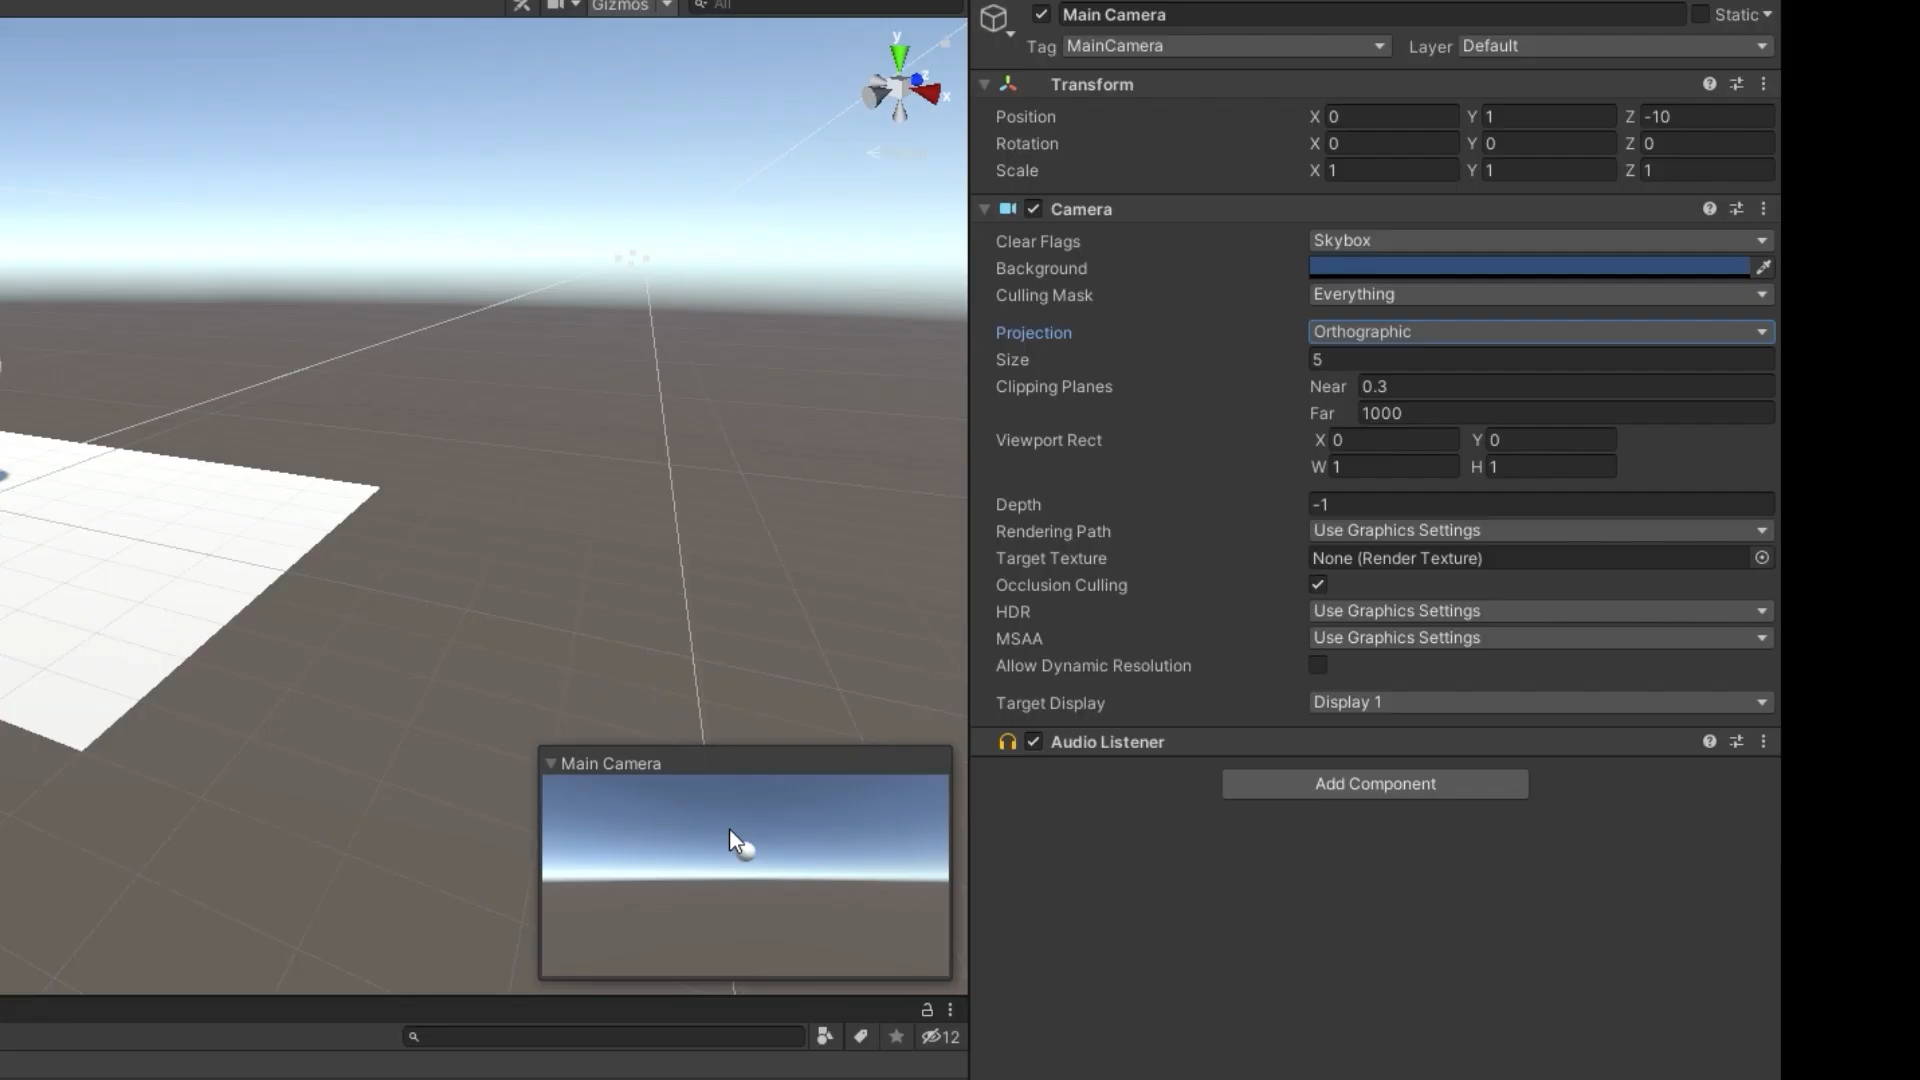 Gizmos All
y
z
x
Main Camera
12
Main Camera Static
Tag MainCamera Layer Default
Transform
Position X 0 Y 1 Z -10
Rotation X 0 Y 0 Z 0
Scale X 1 Y 1 Z 1
Camera
Clear Flags Skybox
Background
Culling Mask Everything
Projection Orthographic
Size 5
Clipping Planes Near 0.3
Far 1000
Viewport Rect X 0 Y 0
W 1 H 1
Depth -1
Rendering Path Use Graphics Settings
Target Texture None (Render Texture)
Occlusion Culling
HDR Use Graphics Settings
MSAA Use Graphics Settings
Allow Dynamic Resolution
Target Display Display 1
Audio Listener
Add Component